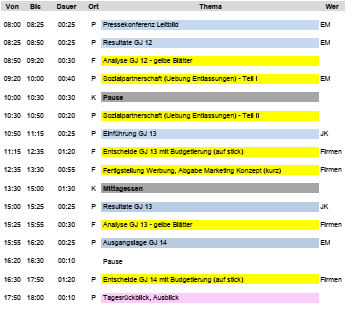 Von Bis Dauer Ort Thema Wer
08:00 08:25 00:25 P Pressekonferenz Leitbild EM
08:25 08:50 00:25 P Resultate GJ 12 EM
08:50 09:20 00:30 F Analyse GJ 12 - gelbe Blätter Firmen
09:20 10:00 00:40 P Sozialpartnerschaft (Uebung Entlassungen) - Teil I EM
10:00 10:30 00:30 K Pause
10:30 10:50 00:20 P Sozialpartnerschaft (Uebung Entlassungen) - Teil II
10:50 11:15 00:25 P Einführung GJ 13 JK
11:15 12:35 01:20 F Entscheide GJ 13 mit Budgetierung (auf stick) Firmen
12:35 13:30 00:55 F Fertigstellung Werbung, Abgabe Marketing Konzept (kurz) Firmen
13:30 15:00 01:30 K Mittagessen
15:00 15:25 00:25 P Resultate GJ 13 JK
15:25 15:55 00:30 F Analyse GJ 13 - gelbe Blätter Firmen
15:55 16:20 00:25 P Ausgangslage GJ 14 EM
16:20 16:30 00:10 Pause
16:30 17:50 01:20 P Entscheide GJ 14 mit Budgetierung (auf stick) Firmen
17:50 18:00 00:10 P Tagesrückblick, Ausblick